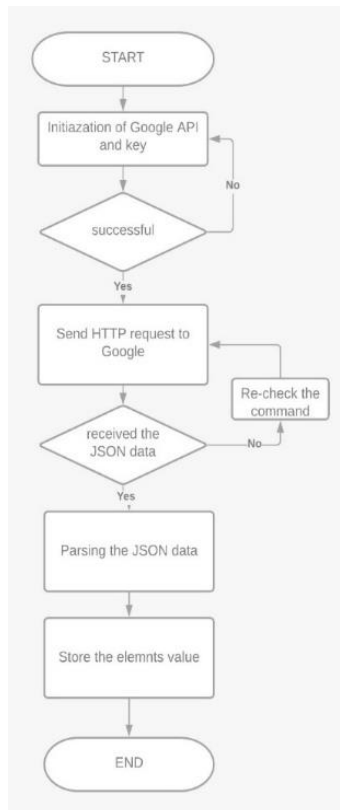 START
Initiazation of Google API
and key
No
successful
Yes
Send HTTP request to
Google
Re-check the
command
received the
JSON data
No
Yes
Parsing the JSON data
Store the elemnts value
END